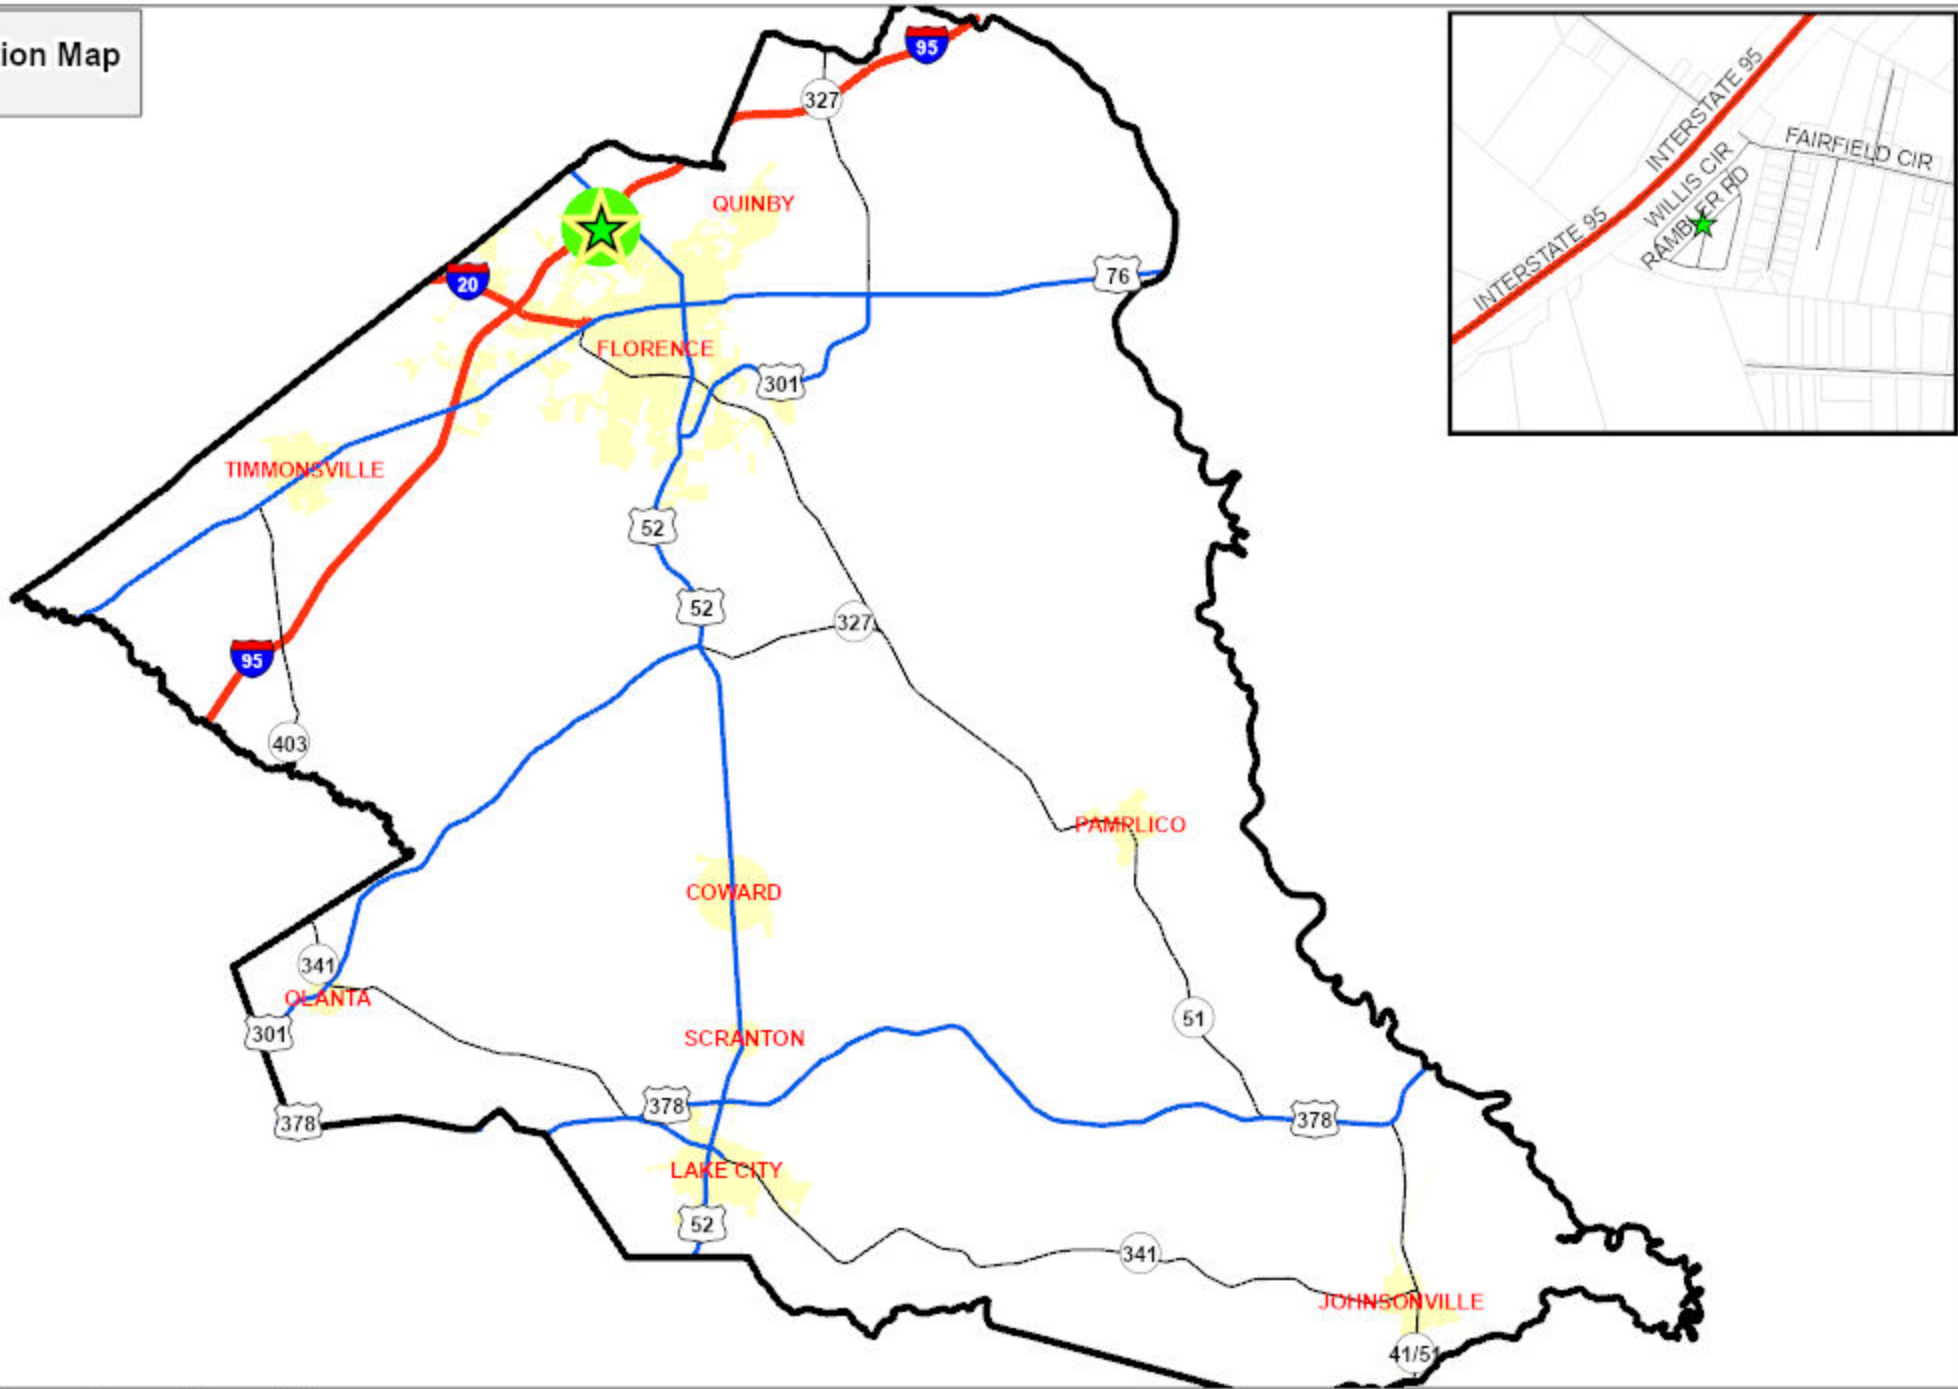 ion Map
95
327
QUINBY
20
76
FLORENCE
301
TIMMONSVILLE
52
52
327
95
403
PAMPLICO
COWARD
341
OLANTA
51
301
SCRANTON
378
378
378
LAKE CITY
52
341
JOHNSONVILLE
41/51
INTERSTATE 95
FAIRFIELD CIR
WILLIS CIR
RAMBLER RD
INTERSTATE 95